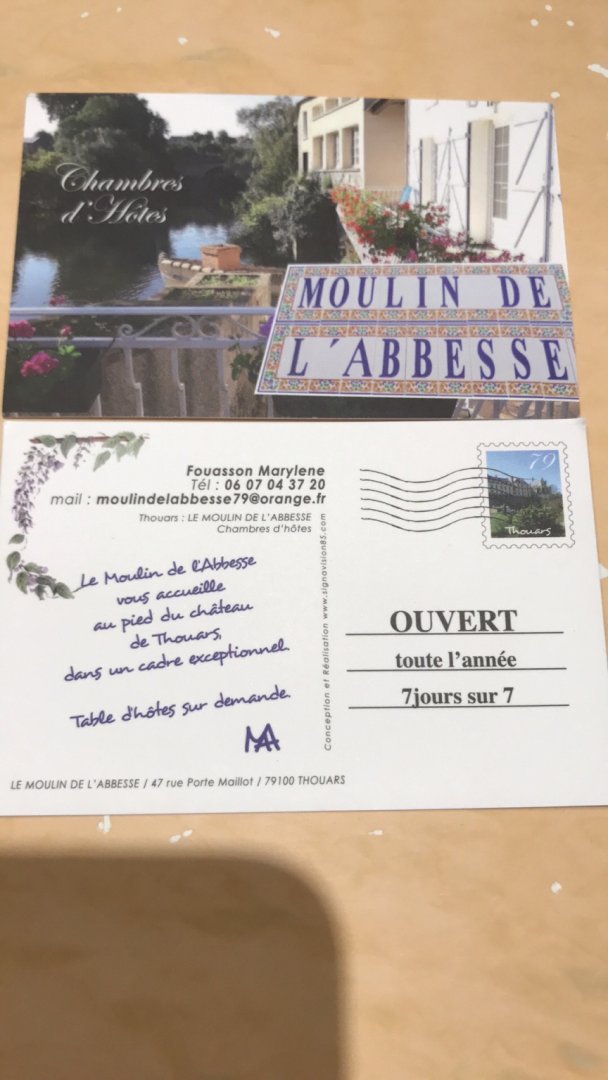 Chambres
d'Hôtes
MOULIN DE
L´ABBESSE
Fouasson Marylene
Tél : 06 07 04 37 20
mail : moulindelabbesse79@orange.fr
Thouars : LE MOULIN DE L'ABBESSE
Chambres d'hôtes
Le Moulin de l'Abbesse
vous accueille
au pied du château
de Thouars,
dans un cadre exceptionnel.
Table d'hôtes sur demande.
MA
Conception et Réalisation www.signavision85.com
79
Thouars
OUVERT
toute l'année
7jours sur 7
LE MOULIN DE L'ABBESSE / 47 rue Porte Maillot / 79100 THOUARS